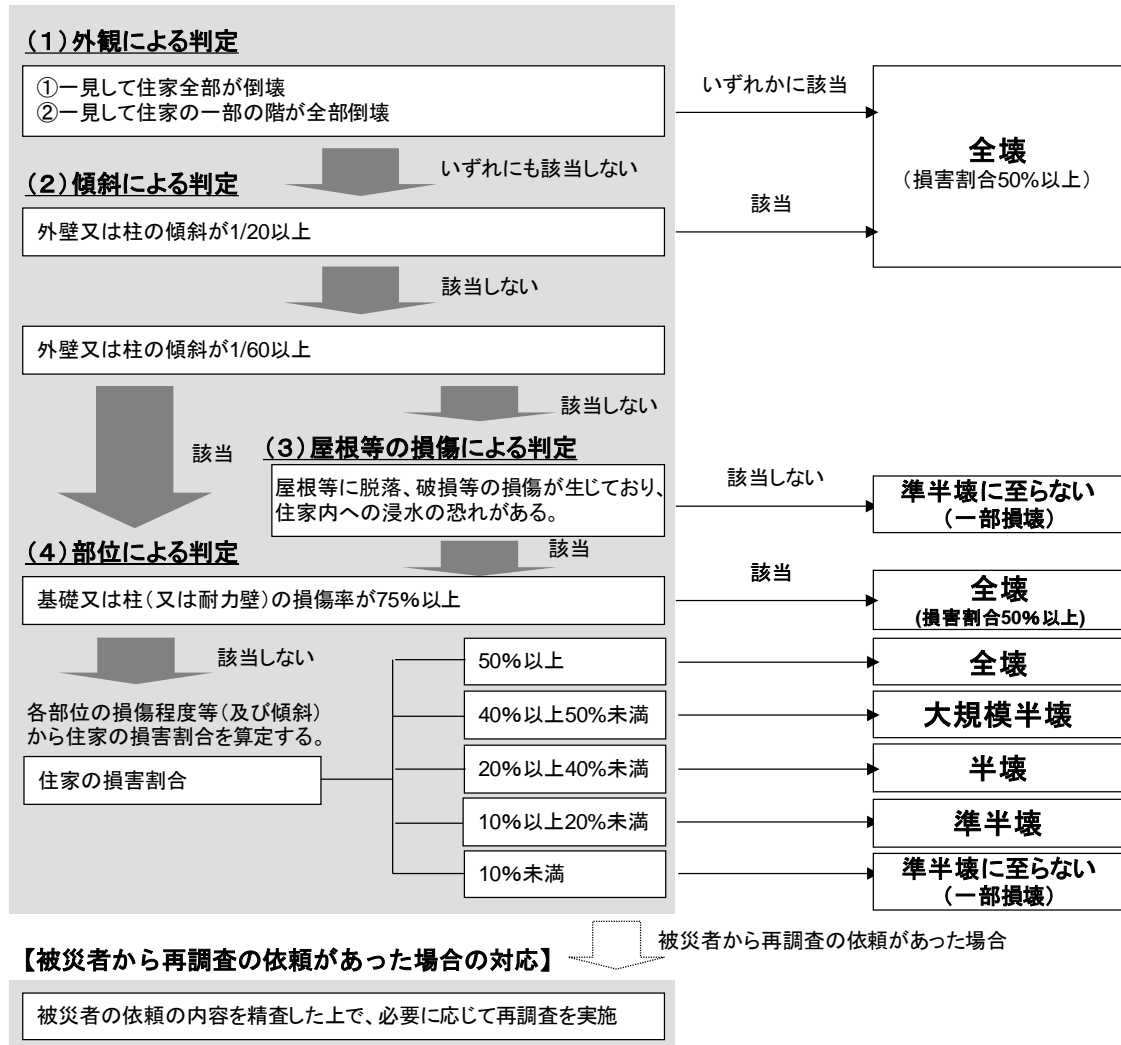 (1)外観による判定
①一見して住家全部が倒壊
②一見して住家の一部の階が全部倒壊
いずれかに該当
全壊
(損害割合50%以上)
いずれにも該当しない
(2)傾斜による判定
外壁又は柱の傾斜が1/20以上
該当
該当しない
外壁又は柱の傾斜が1/60以上
該当
該当しない
(3)屋根等の損傷による判定
屋根等に脱落、破損等の損傷が生じており、
住家内への浸水の恐れがある。
該当しない
準半壊に至らない
(一部損壊)
該当
(4)部位による判定
基礎又は柱(又は耐力壁)の損傷率が75%以上
該当
全壊
(損害割合50%以上)
該当しない
各部位の損傷程度等(及び傾斜)
から住家の損害割合を算定する。
住家の損害割合
50%以上
全壊
40%以上50%未満
大規模半壊
20%以上40%未満
半壊
10%以上20%未満
準半壊
10%未満
準半壊に至らない
(一部損壊)
被災者から再調査の依頼があった場合
【被災者から再調査の依頼があった場合の対応】
被災者の依頼の内容を精査した上で、必要に応じて再調査を実施